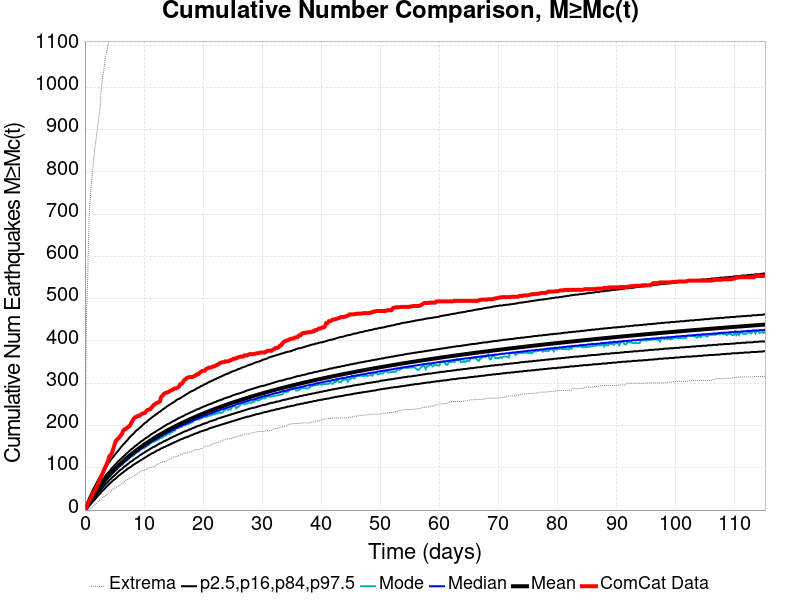 Cumulative Number Comparison, M≥Mc(t)
Cumulative Num Earthquakes M≥Mc(t)
1100
1000
900
800
700
600
500
400
300
200
100
0
0 10 20 30 40 50 60 70 80 90 100 110
Time (days)
Extrema p2.5,p16,p84,p97.5 Mode Median Mean ComCat Data